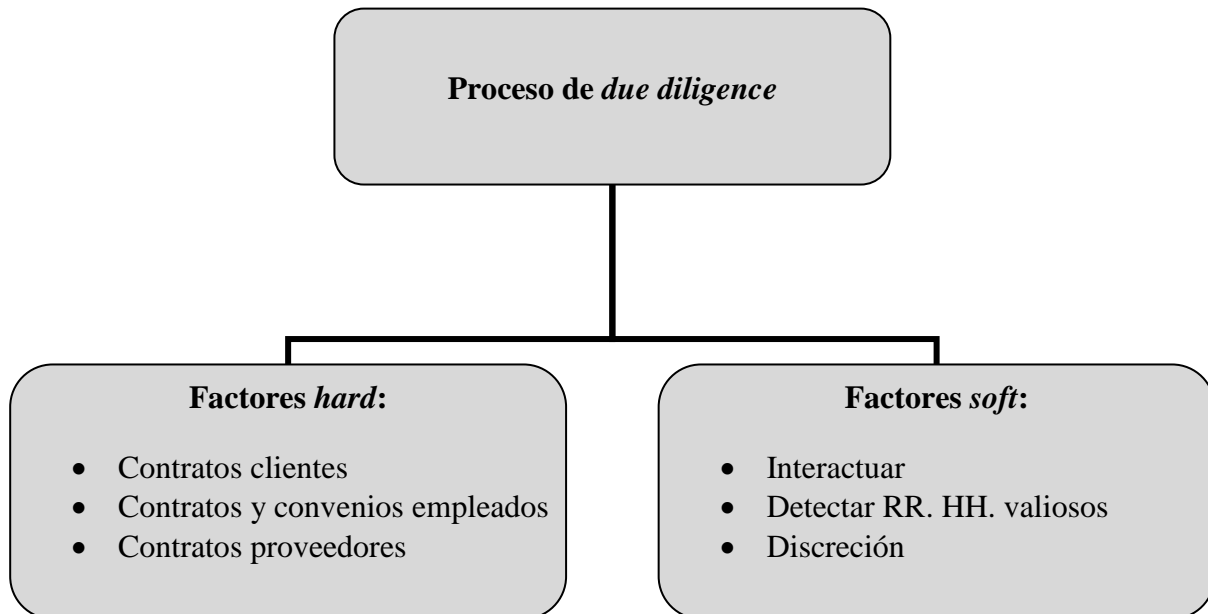 Proceso de due diligence
Factores hard:
• Contratos clientes
• Contratos y convenios empleados
• Contratos proveedores
Factores soft:
• Interactuar
• Detectar RR. HH. valiosos
• Discreción